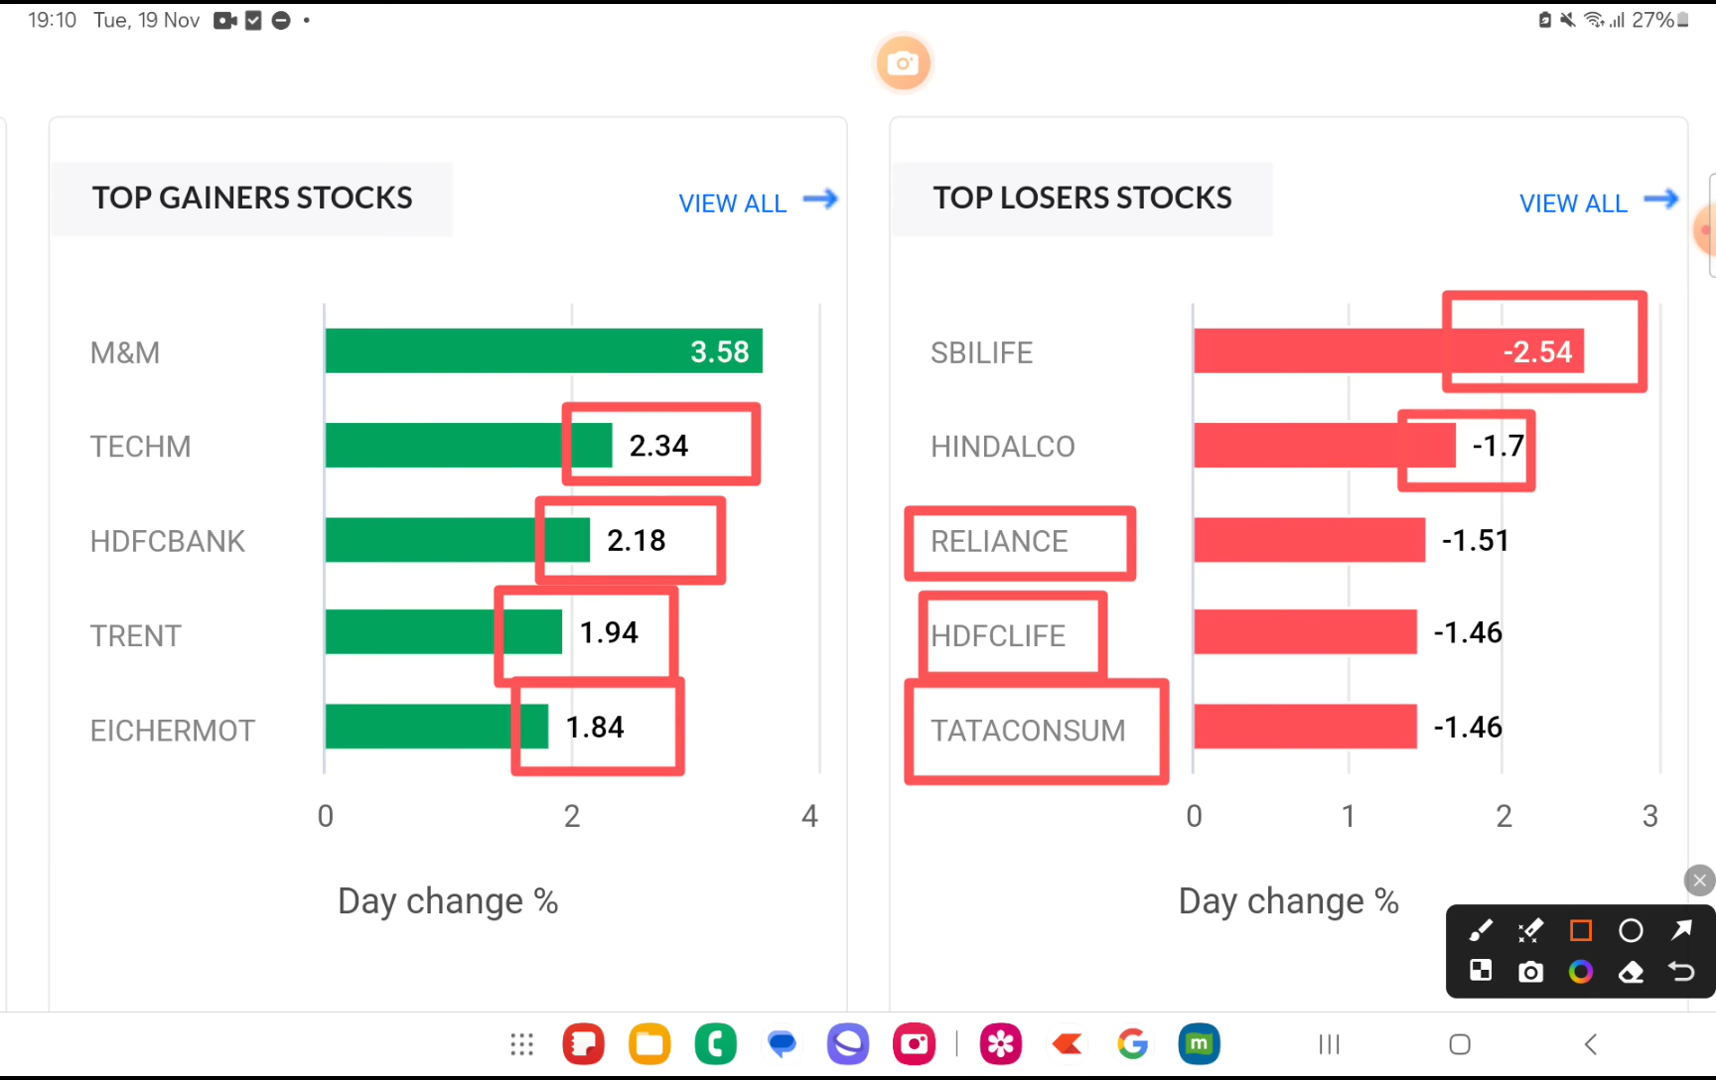 19:10 Tue, 19 Nov
27%
TOP GAINERS STOCKS
VIEW ALL
M&M 3.58
TECHM 2.34
HDFCBANK 2.18
TRENT 1.94
EICHERMOT 1.84
0 2 4
Day change %
TOP LOSERS STOCKS
VIEW ALL
SBILIFE -2.54
HINDALCO -1.7
RELIANCE -1.51
HDFCLIFE -1.46
TATACONSUM -1.46
0 1 2 3
Day change %
m